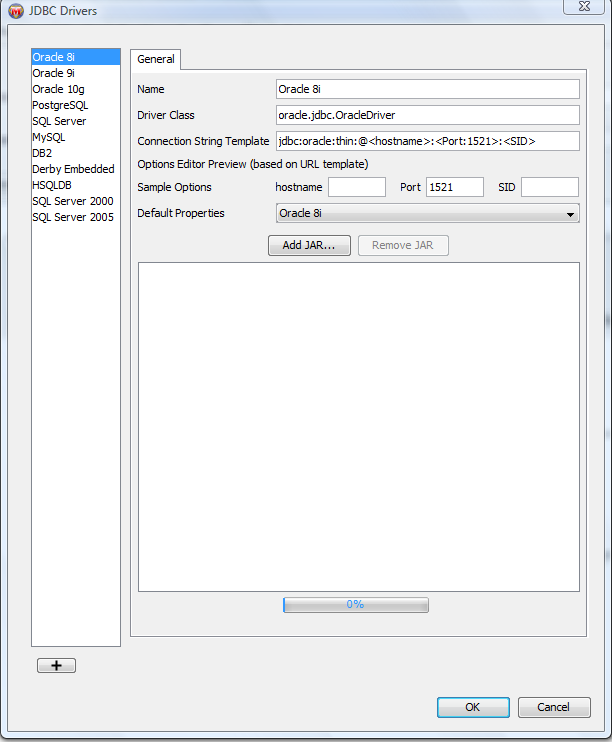 JDBC Drivers
Oracle 8i
Oracle 9i
Oracle 10g
PostgreSQL
SQL Server
MySQL
DB2
Derby Embedded
HSQLDB
SQL Server 2000
SQL Server 2005
General
Name Oracle 8i
Driver Class oracle.jdbc.OracleDriver
Connection String Template jdbc:oracle:thin:@<hostname>:<Port:1521>:<SID>
Options Editor Preview (based on URL template)
Sample Options hostname Port 1521 SID
Default Properties Oracle 8i
Add JAR... Remove JAR
0%
+
OK Cancel